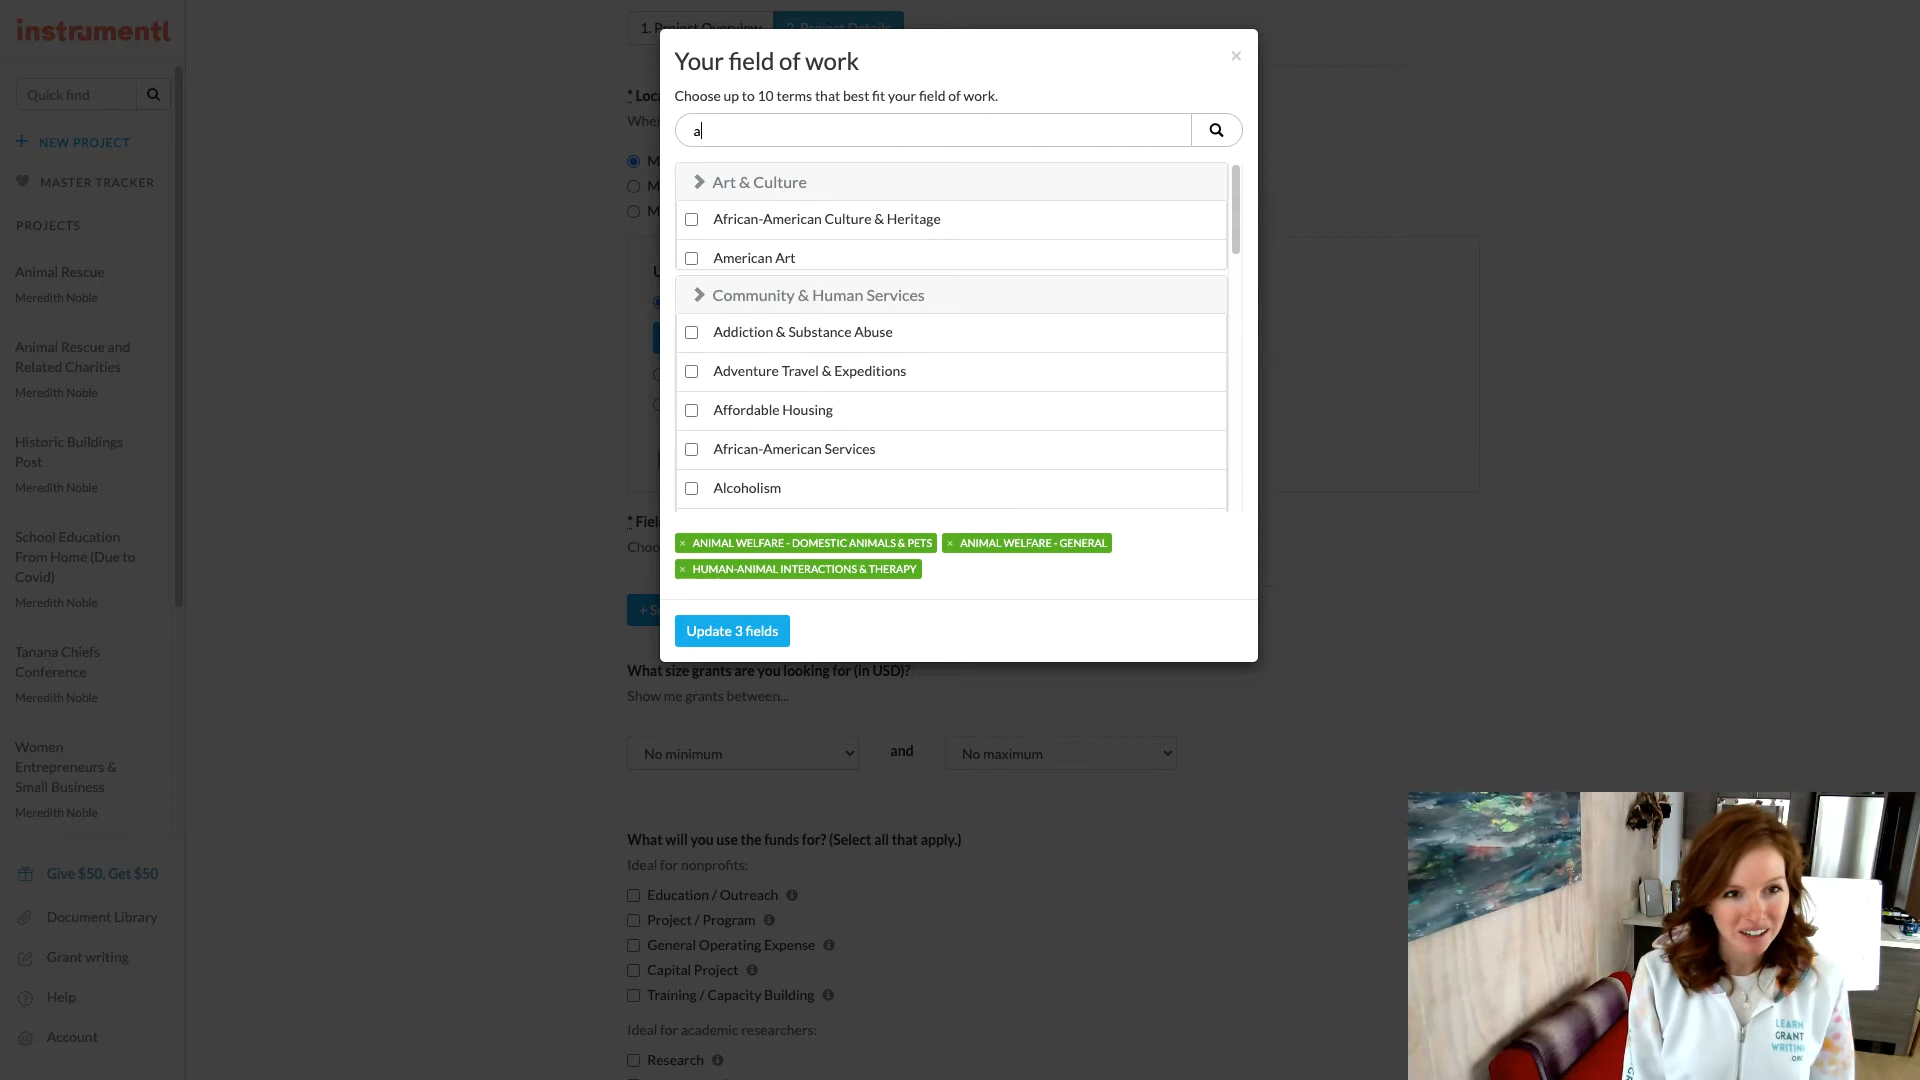 instrumentl
Quick find
NEW PROJECT
MASTER TRACKER
PROJECTS
Animal Rescue
Meredith Noble
Animal Rescue and
Related Charities
Meredith Noble
Historic Buildings
Post
Meredith Noble
School Education
From Home (Due to
Covid)
Meredith Noble
Tanana Chiefs
Conference
Meredith Noble
Women
Entrepreneurs &
Small Business
Meredith Noble
Give $50, Get $50
Document Library
Grant writing
Help
Account
1. Project Overview
2. Project Details
Your field of work
×
Choose up to 10 terms that best fit your field of work.
a
Art & Culture
African-American Culture & Heritage
American Art
Community & Human Services
Addiction & Substance Abuse
Adventure Travel & Expeditions
Affordable Housing
African-American Services
Alcoholism
× ANIMAL WELFARE - DOMESTIC ANIMALS & PETS
× ANIMAL WELFARE - GENERAL
× HUMAN-ANIMAL INTERACTIONS & THERAPY
Update 3 fields
What size grants are you looking for (in USD)?
Show me grants between...
No minimum
and
No maximum
What will you use the funds for? (Select all that apply.)
Ideal for nonprofits:
Education / Outreach
Project / Program
General Operating Expense
Capital Project
Training / Capacity Building
Ideal for academic researchers:
Research
LEARN
GRANT
WRITING